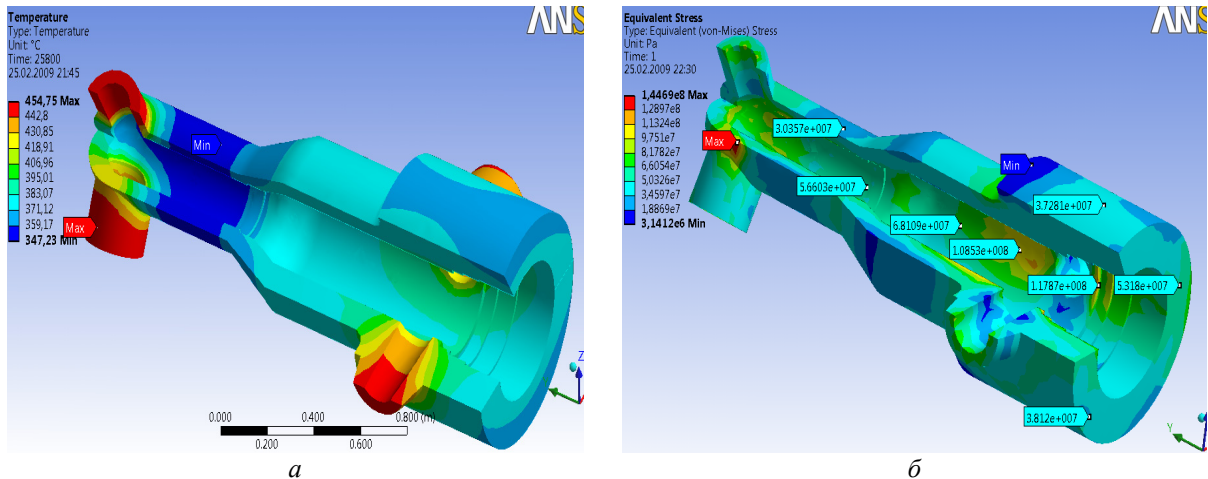 Temperature
Type: Temperature
Unit: °C
Time: 25800
25.02.2009 21:45
454,75 Max
442,8
430,85
418,91
406,96
395,01
383,07
371,12
359,17
347,23 Min
Min
Max
0.000
0.400
0.800 (m)
0.200
0.600
Z
ANS
а
Equivalent Stress
Type: Equivalent (von-Mises) Stress
Unit: Pa
Time: 1
25.02.2009 22:30
1,4469e8 Max
1,2897e8
1,1324e8
9,751e7
8,1782e7
6,6054e7
5,0326e7
3,4597e7
1,8869e7
3,1412e6 Min
Max
Min
3.0357e+007
5.6603e+007
3.7281e+007
6.8109e+007
1.0853e+008
1.1787e+008
5.318e+007
3.812e+007
Y
ANS
б